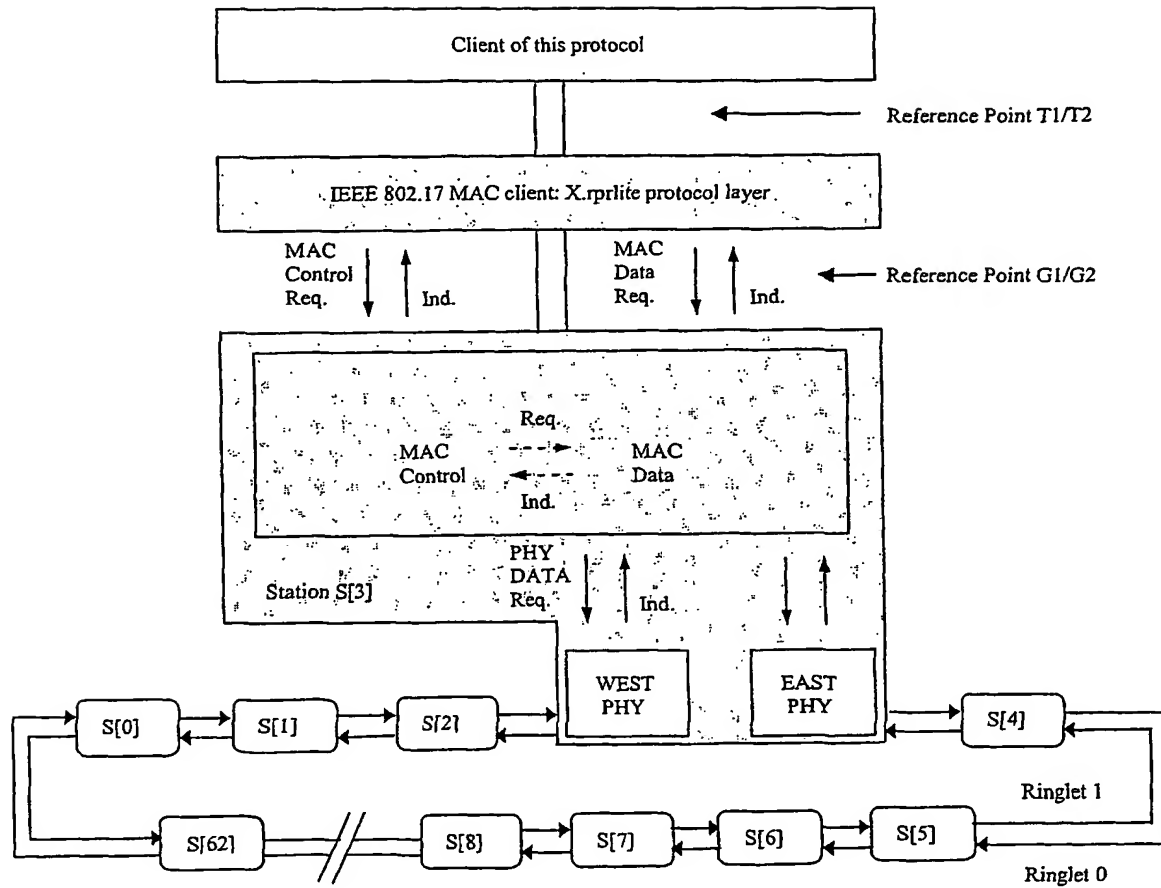 Client of this protocol
Reference Point T1/T2
IEEE 802.17 MAC client: X.rprlite protocol layer
MAC
Control
Req.
Ind.
MAC
Data
Req.
Ind.
Reference Point G1/G2
Req.
MAC
Control
MAC
Data
Ind.
PHY
DATA
Req.
Ind.
Station S[3]
WEST
PHY
EAST
PHY
S[0]
S[1]
S[2]
S[4]
Ringlet 1
S[62]
S[8]
S[7]
S[6]
S[5]
Ringlet 0